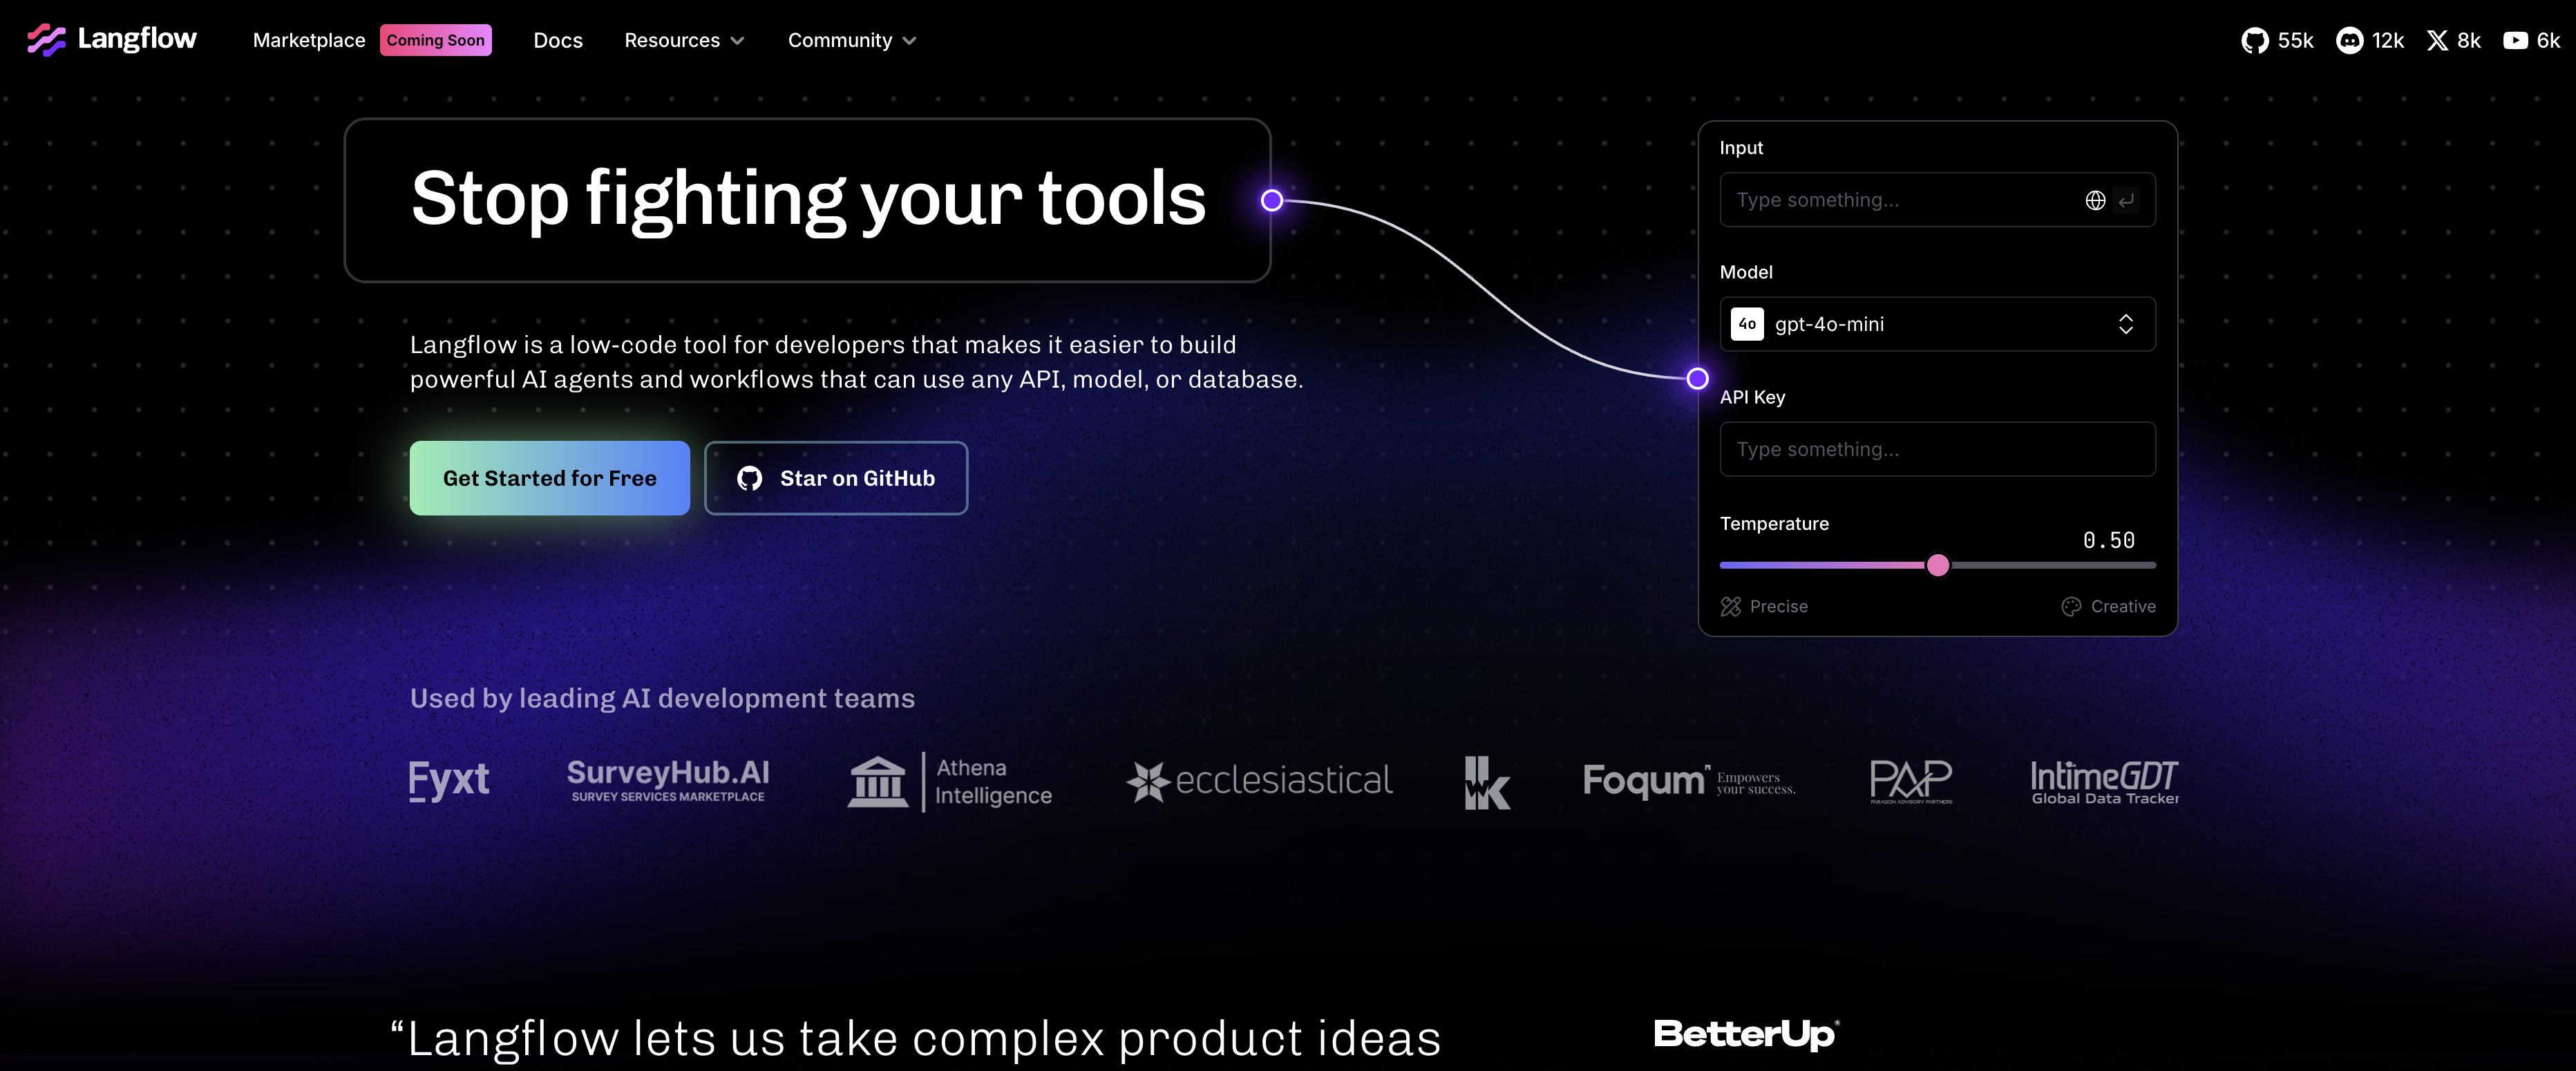 Langflow
Marketplace Coming Soon Docs Resources Community 55k 12k 8k 6k
Stop fighting your tools
Langflow is a low-code tool for developers that makes it easier to build
powerful AI agents and workflows that can use any API, model, or database.
Get Started for Free
Star on GitHub
Input
Type something...
Model
4o gpt-4o-mini
API Key
Type something...
Temperature
0.50
Precise Creative
Used by leading AI development teams
Fyxt
SurveyHub.AI
SURVEY SERVICES MARKETPLACE
Athena
Intelligence
ecclesiastical
WK
Foqum
Empowers
your success.
PAP
PARAGON ADVISORY PARTNERS
IntimeGDT
Global Data Tracker
“Langflow lets us take complex product ideas
BetterUp®